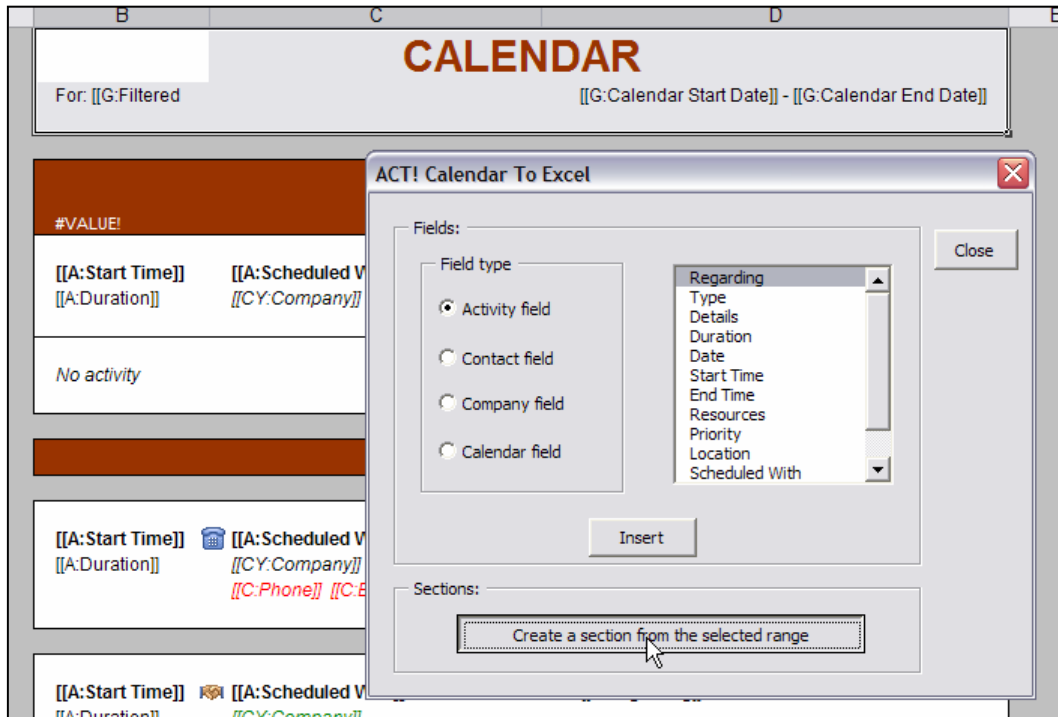 B C D E
CALENDAR
For: [[G:Filtered
[[G:Calendar Start Date]] - [[G:Calendar End Date]]
#VALUE!
[[A:Start Time]] [[A:Scheduled W
[[A:Duration]] [[CY:Company]]
No activity
[[A:Start Time]] [[A:Scheduled W
[[A:Duration]] [[CY:Company]]
[[C:Phone]] [[C:E
[[A:Start Time]] [[A:Scheduled W
[[A:Duration]] [[CY:Company]]
ACT! Calendar To Excel
Fields:
Close
Field type
Activity field
Contact field
Company field
Calendar field
Regarding
Type
Details
Duration
Date
Start Time
End Time
Resources
Priority
Location
Scheduled With
Insert
Sections:
Create a section from the selected range